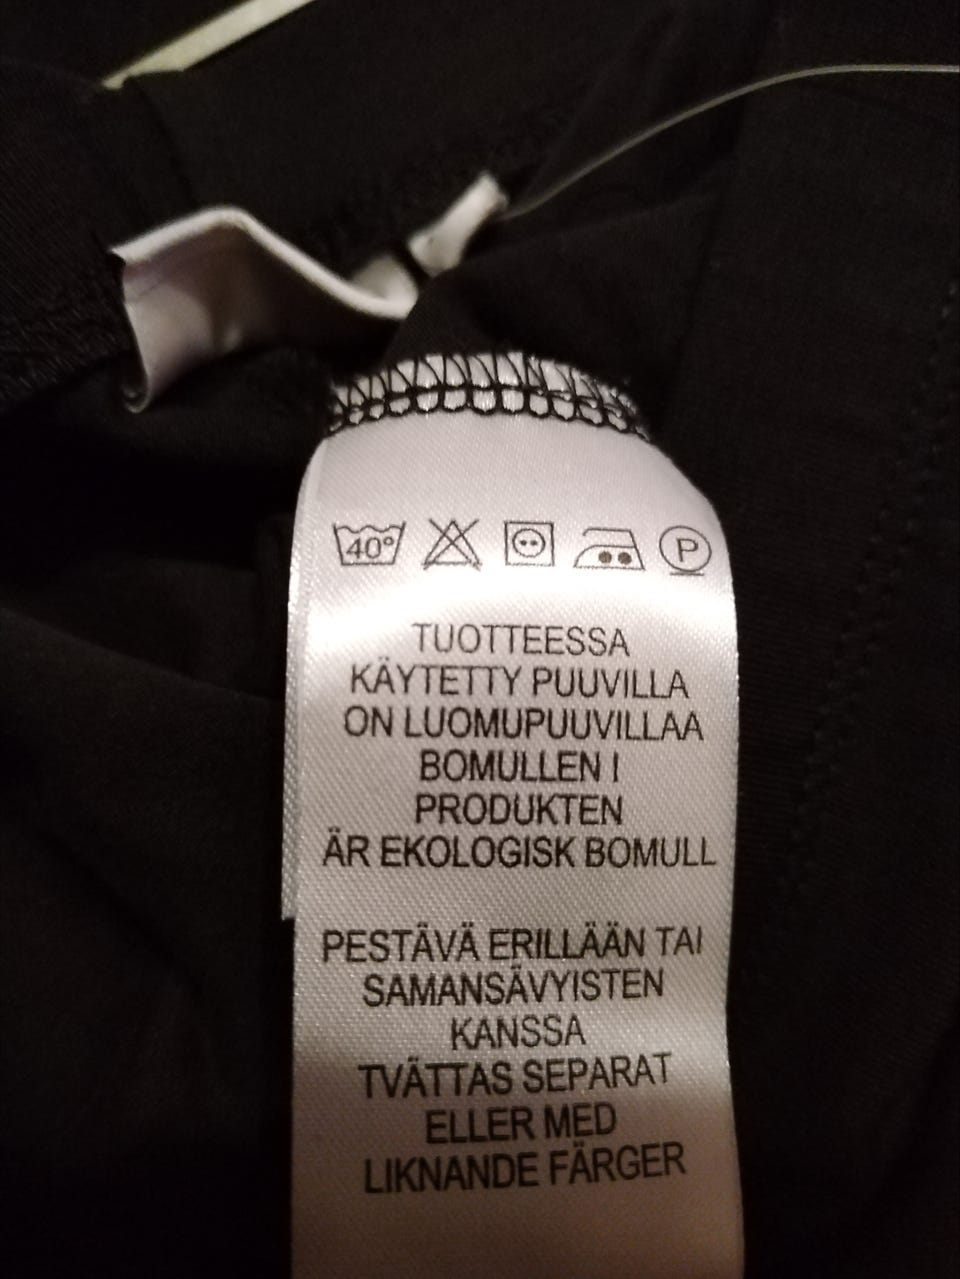 40°
P
TUOTTEESSA
KÄYTETTY PUUVILLA
ON LUOMUPUUVILLAA
BOMULLEN I
PRODUKTEN
ÄR EKOLOGISK BOMULL
PESTÄVÄ ERILLÄÄN TAI
SAMANSÄVYISTEN
KANSSA
TVÄTTAS SEPARAT
ELLER MED
LIKNANDE FÄRGER